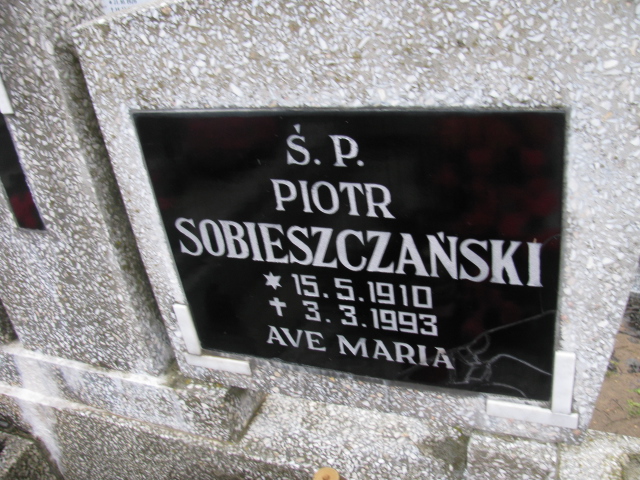 Ś. P.
PIOTR
SOBIESZCZAŃSKI
* 15.5.1910
✝ 3.3.1993
AVE MARIA